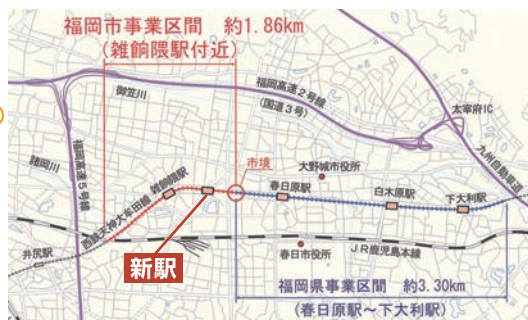 福岡市事業区間 約1.86km
(雑餉隈駅付近)
御笠川
福岡高速2号線
(国道3号)
太宰府IC
九州自動車道
諸岡川
福岡高速5号線
西鉄天神大牟田線
雑餉隈駅
市境
大野城市役所
春日原駅
白木原駅
下大利駅
井尻駅
新駅
春日市役所
JR鹿児島本線
福岡県事業区間 約3.30km
(春日原駅～下大利駅)